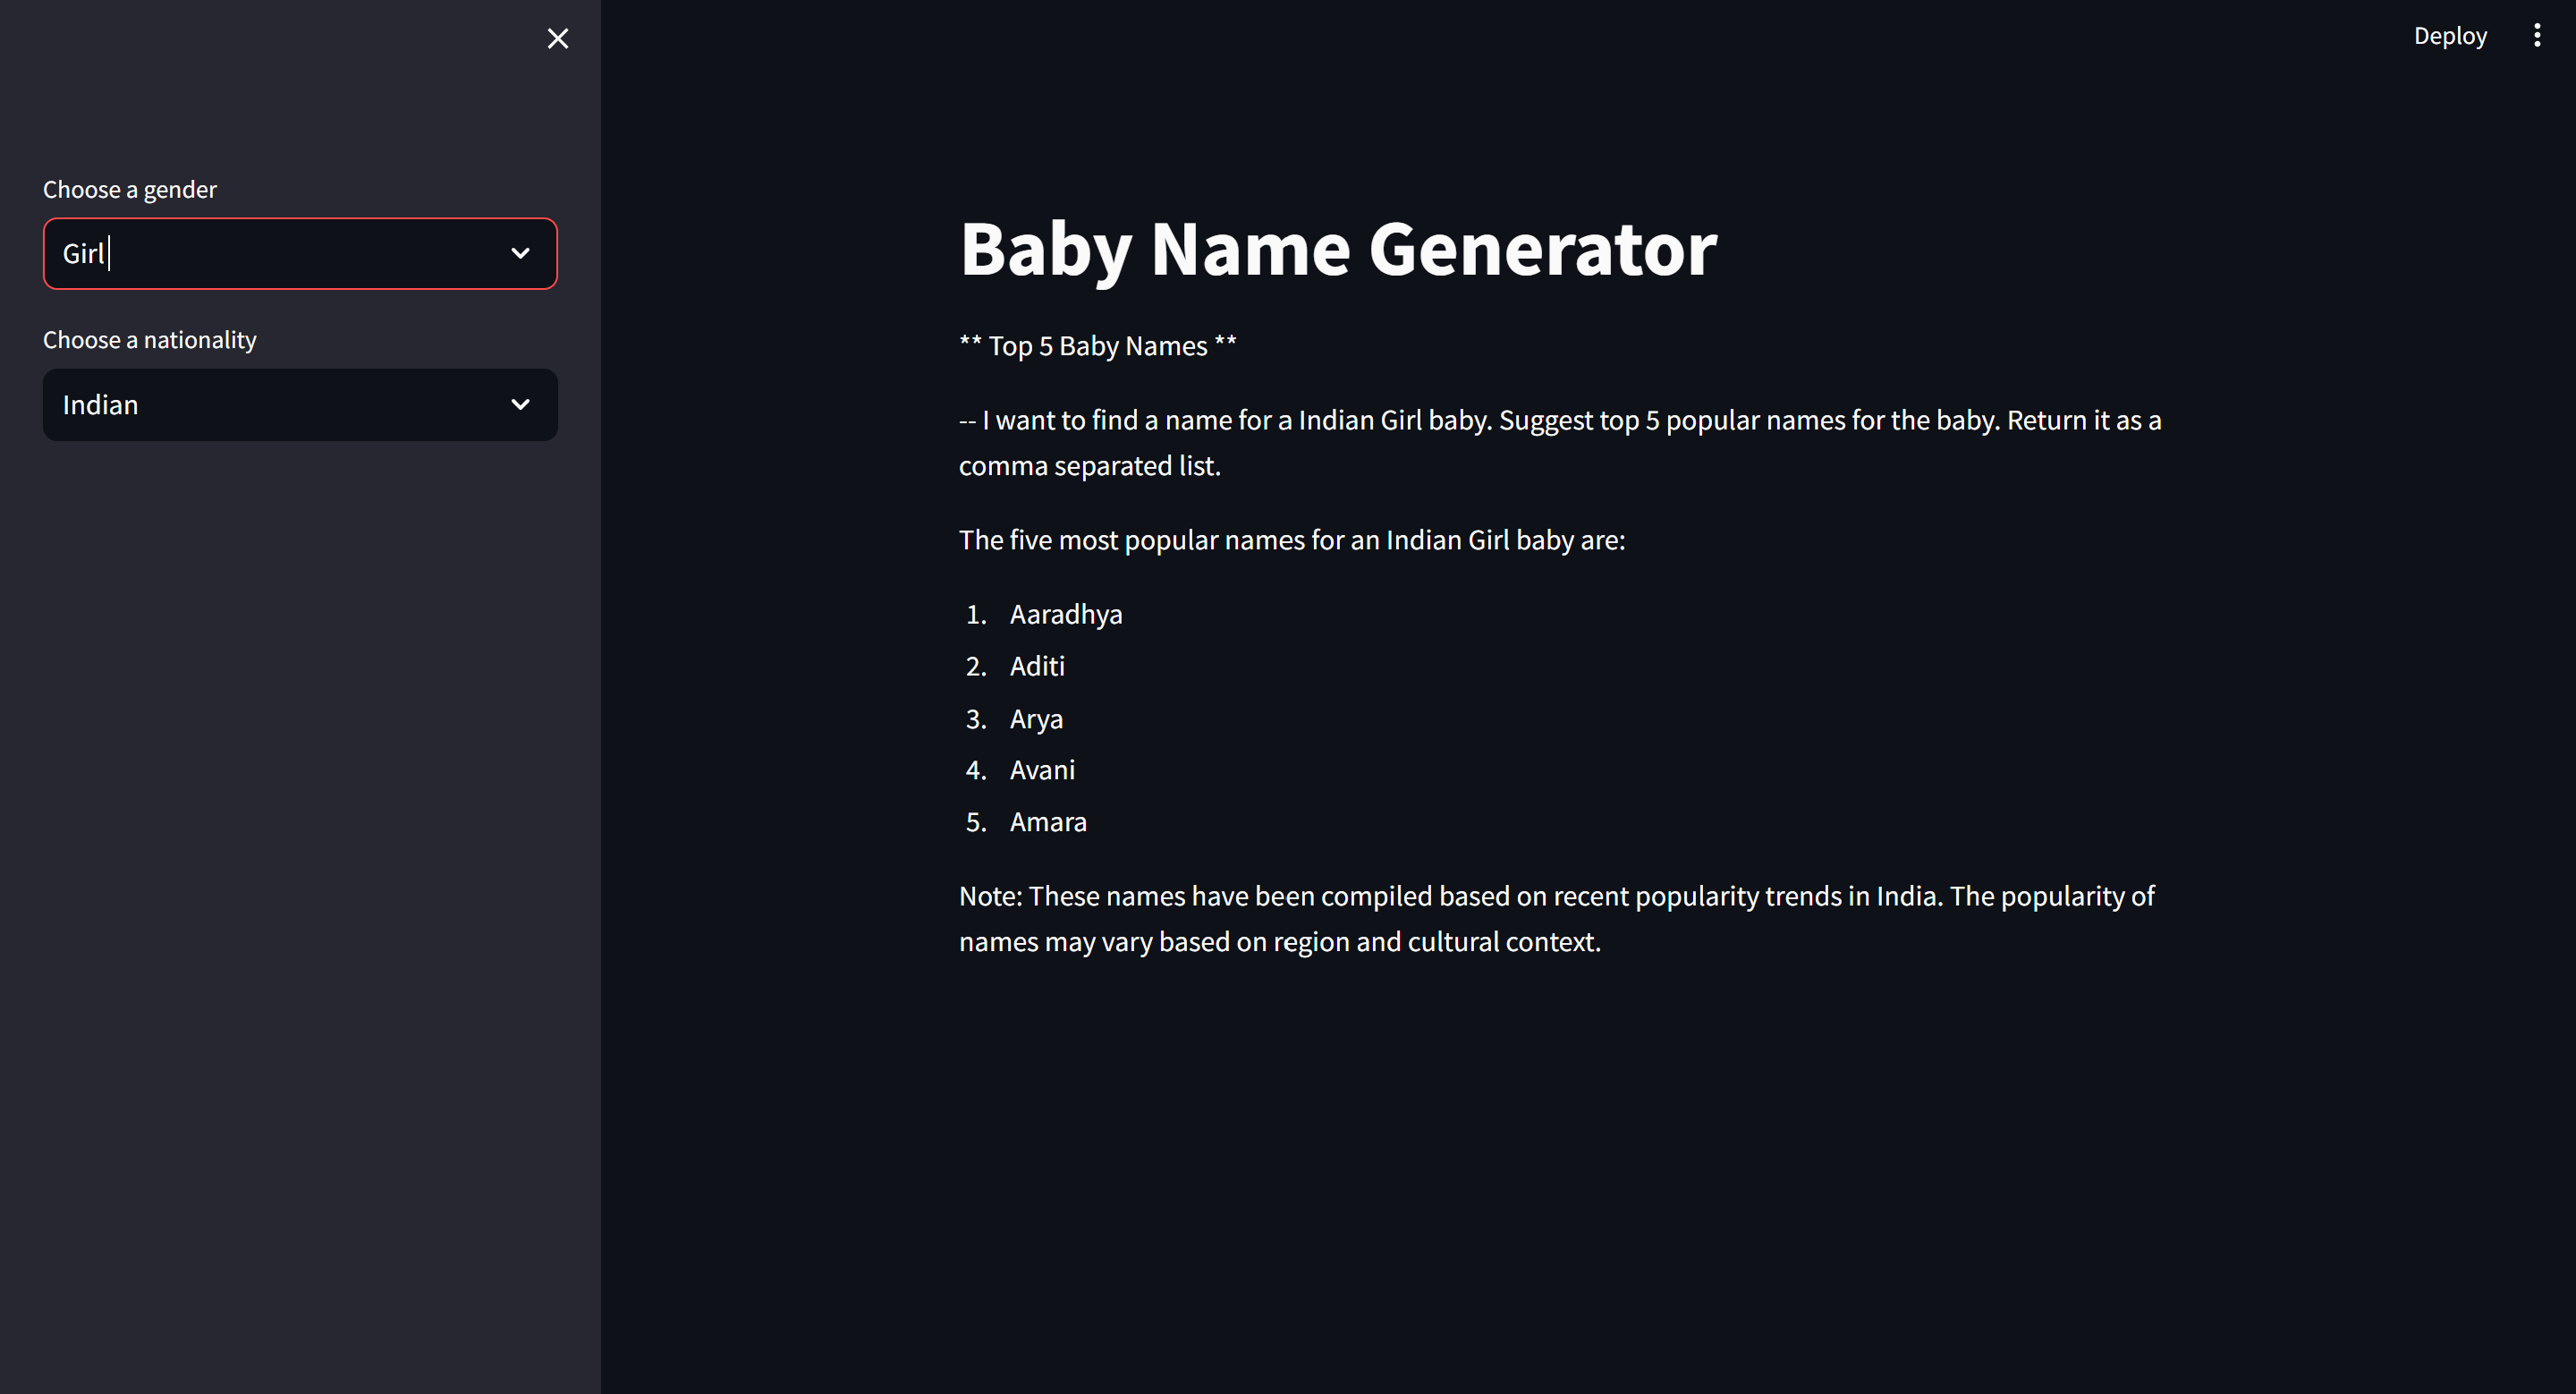 Deploy
Choose a gender
Girl
Choose a nationality
Indian
Baby Name Generator
** Top 5 Baby Names **
-- I want to find a name for a Indian Girl baby. Suggest top 5 popular names for the baby. Return it as a
comma separated list.
The five most popular names for an Indian Girl baby are:
1. Aaradhya
2. Aditi
3. Arya
4. Avani
5. Amara
Note: These names have been compiled based on recent popularity trends in India. The popularity of
names may vary based on region and cultural context.